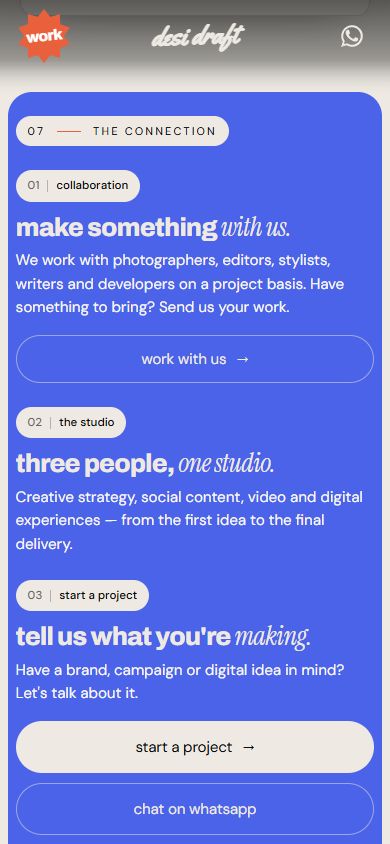 work
desi draft
07 — THE CONNECTION
01 | collaboration
make something with us.
We work with photographers, editors, stylists,
writers and developers on a project basis. Have
something to bring? Send us your work.
work with us →
02 | the studio
three people, one studio.
Creative strategy, social content, video and digital
experiences — from the first idea to the final
delivery.
03 | start a project
tell us what you're making.
Have a brand, campaign or digital idea in mind?
Let's talk about it.
start a project →
chat on whatsapp